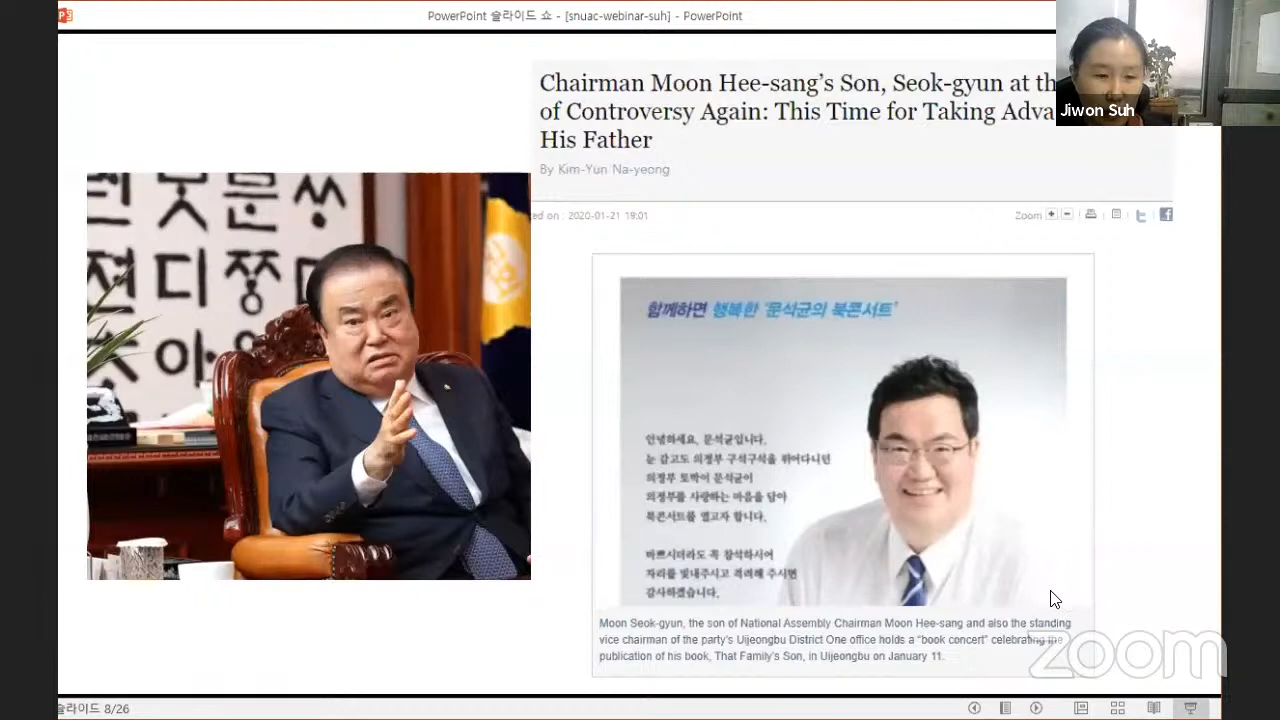 PowerPoint 슬라이드 쇼 - [snuac-webinar-suh] - PowerPoint
Chairman Moon Hee-sang's Son, Seok-gyun at th
of Controversy Again: This Time for Taking Adva
His Father
By Kim-Yun Na-yeong
Jiwon Suh
ed on : 2020-01-21 19:01
Zoom
함께하면 행복한 '문석균의 북콘서트'
안녕하세요, 문석균입니다.
눈 감고도 의정부 구석구석을 뛰어다니던
의정부 토박이 문석균이
의정부를 사랑하는 마음을 담아
북콘서트를 엽고자 합니다.
바쁘시더라도 꼭 참석하시어
자리를 빛내주시고 격려해 주시면
감사하겠습니다.
Moon Seok-gyun, the son of National Assembly Chairman Moon Hee-sang and also the standing
vice chairman of the party's Uijeongbu District One office holds a "book concert" celebrating the
publication of his book, That Family's Son, in Uijeongbu on January 11.
zoom
슬라이드 8/26